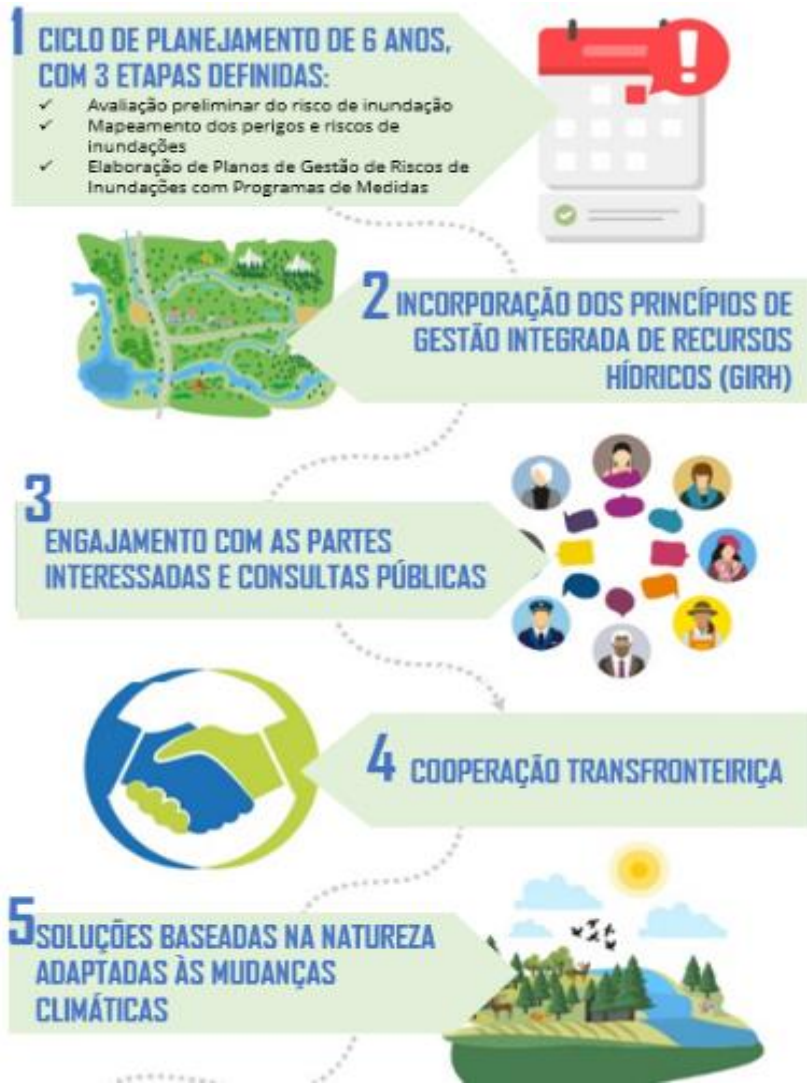 1 CICLO DE PLANEJAMENTO DE 6 ANOS,
COM 3 ETAPAS DEFINIDAS:
✓ Avaliação preliminar do risco de inundação
✓ Mapeamento dos perigos e riscos de
inundações
✓ Elaboração de Planos de Gestão de Riscos de
Inundações com Programas de Medidas
!
2 INCORPORAÇÃO DOS PRINCÍPIOS DE
GESTÃO INTEGRADA DE RECURSOS
HÍDRICOS (GIRH)
3
ENGAJAMENTO COM AS PARTES
INTERESSADAS E CONSULTAS PÚBLICAS
4 COOPERAÇÃO TRANSFRONTEIRIÇA
5 SOLUÇÕES BASEADAS NA NATUREZA
ADAPTADAS ÀS MUDANÇAS
CLIMÁTICAS